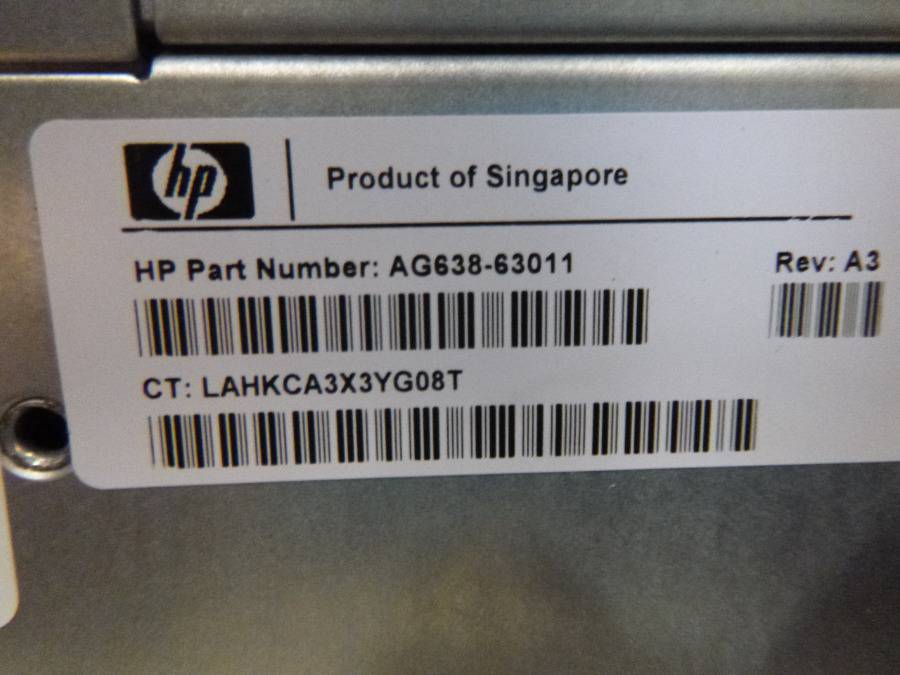 hp
Product of Singapore
HP Part Number: AG638-63011
Rev: A3
CT: LAHKCA3X3YG08T